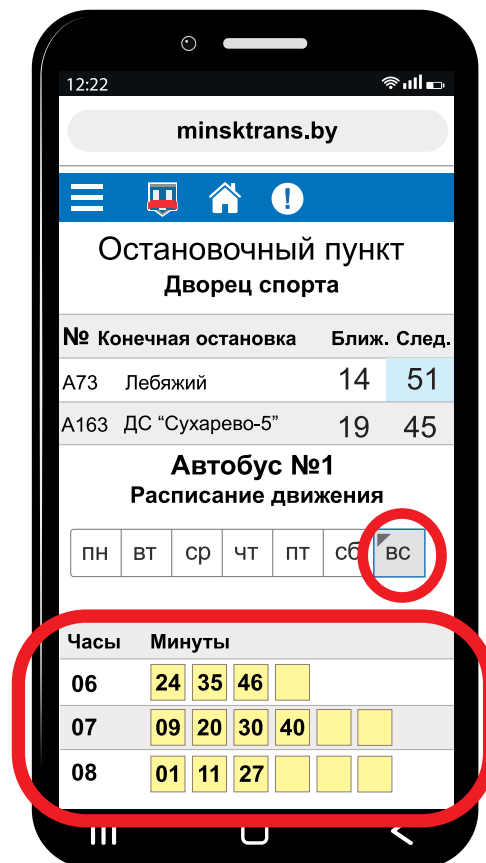 12:22
minsktrans.by
Остановочный пункт
Дворец спорта
№ Конечная остановка Ближ. След.
А73 Лебяжий 14 51
А163 ДС “Сухарево-5” 19 45
Автобус №1
Расписание движения
пн вт ср чт пт сб вс
Часы Минуты
06 24 35 46
07 09 20 30 40
08 01 11 27